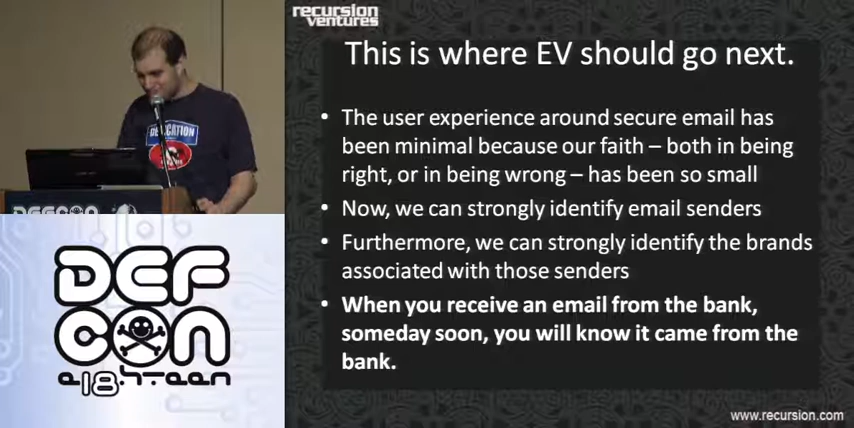 recursion
ventures
This is where EV should go next.
• The user experience around secure email has
been minimal because our faith – both in being
right, or in being wrong – has been so small
• Now, we can strongly identify email senders
• Furthermore, we can strongly identify the brands
associated with those senders
• When you receive an email from the bank,
someday soon, you will know it came from the
bank.
www.recursion.com
DEFCON
DEF
CON
e18hteen